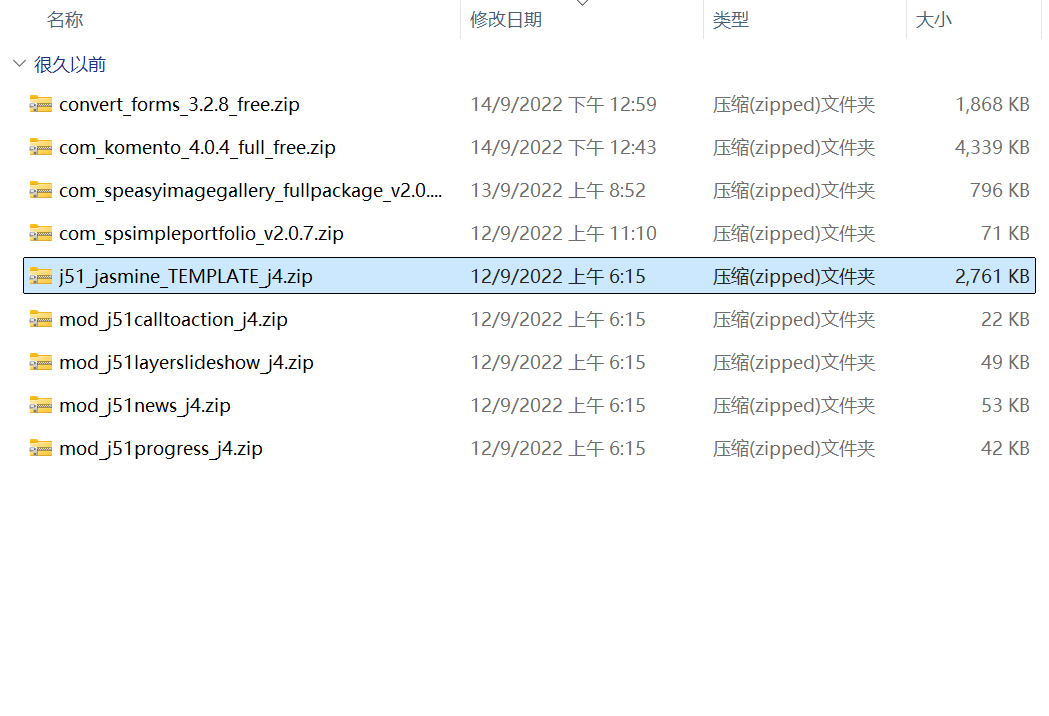 名称 修改日期 类型 大小
很久以前
convert_forms_3.2.8_free.zip 14/9/2022 下午 12:59 压缩(zipped)文件夹 1,868 KB
com_komento_4.0.4_full_free.zip 14/9/2022 下午 12:43 压缩(zipped)文件夹 4,339 KB
com_speasyimagegallery_fullpackage_v2.0.... 13/9/2022 上午 8:52 压缩(zipped)文件夹 796 KB
com_spsimpleportfolio_v2.0.7.zip 12/9/2022 上午 11:10 压缩(zipped)文件夹 71 KB
j51_jasmine_TEMPLATE_j4.zip 12/9/2022 上午 6:15 压缩(zipped)文件夹 2,761 KB
mod_j51calltoaction_j4.zip 12/9/2022 上午 6:15 压缩(zipped)文件夹 22 KB
mod_j51layerslideshow_j4.zip 12/9/2022 上午 6:15 压缩(zipped)文件夹 49 KB
mod_j51news_j4.zip 12/9/2022 上午 6:15 压缩(zipped)文件夹 53 KB
mod_j51progress_j4.zip 12/9/2022 上午 6:15 压缩(zipped)文件夹 42 KB